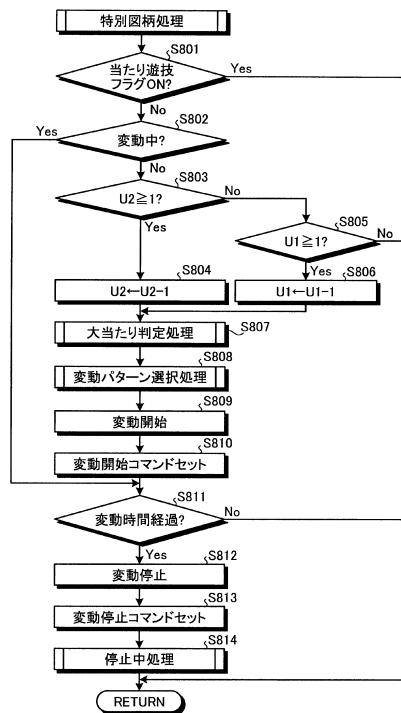 特別図柄処理
S801
当たり遊技
フラグON?
Yes
No
S802
Yes
変動中?
No
S803
U2≧1?
No
Yes
S805
U1≧1?
No
Yes
S804
U2←U2-1
S806
U1←U1-1
S807
大当たり判定処理
S808
変動パターン選択処理
S809
変動開始
S810
変動開始コマンドセット
S811
変動時間経過?
No
Yes
S812
変動停止
S813
変動停止コマンドセット
S814
停止中処理
RETURN